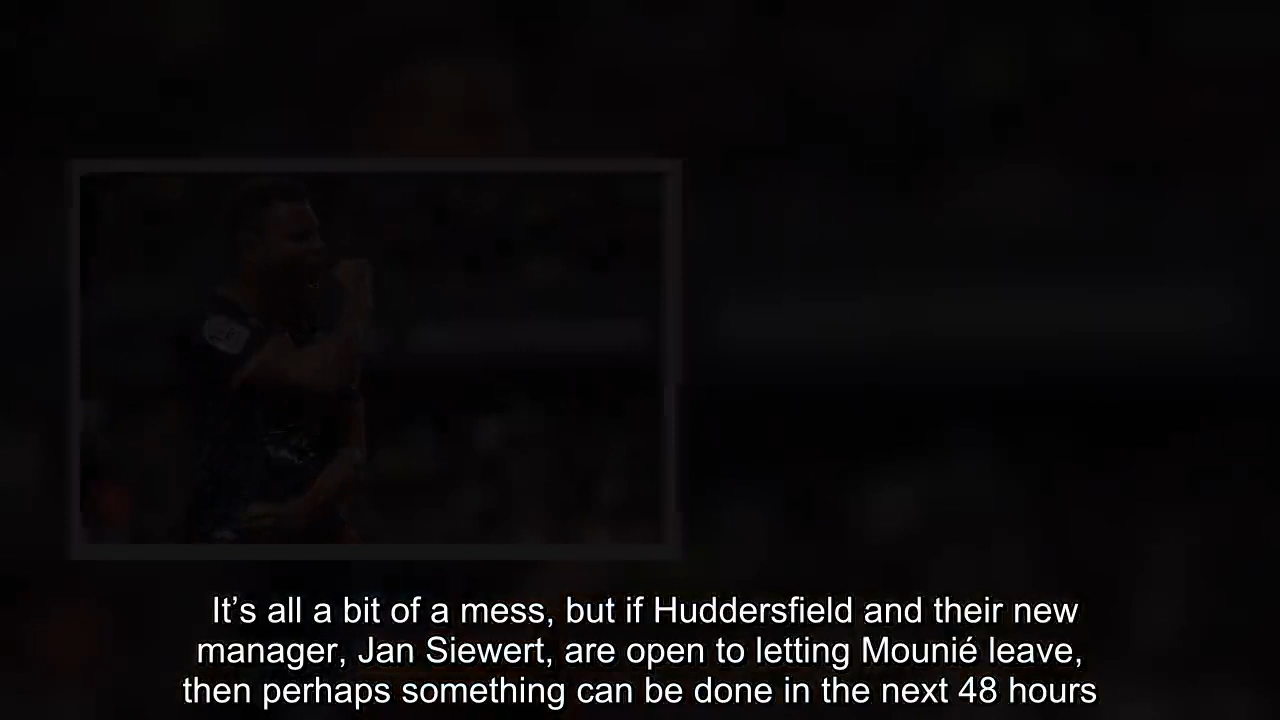 It’s all a bit of a mess, but if Huddersfield and their new
manager, Jan Siewert, are open to letting Mounié leave,
then perhaps something can be done in the next 48 hours